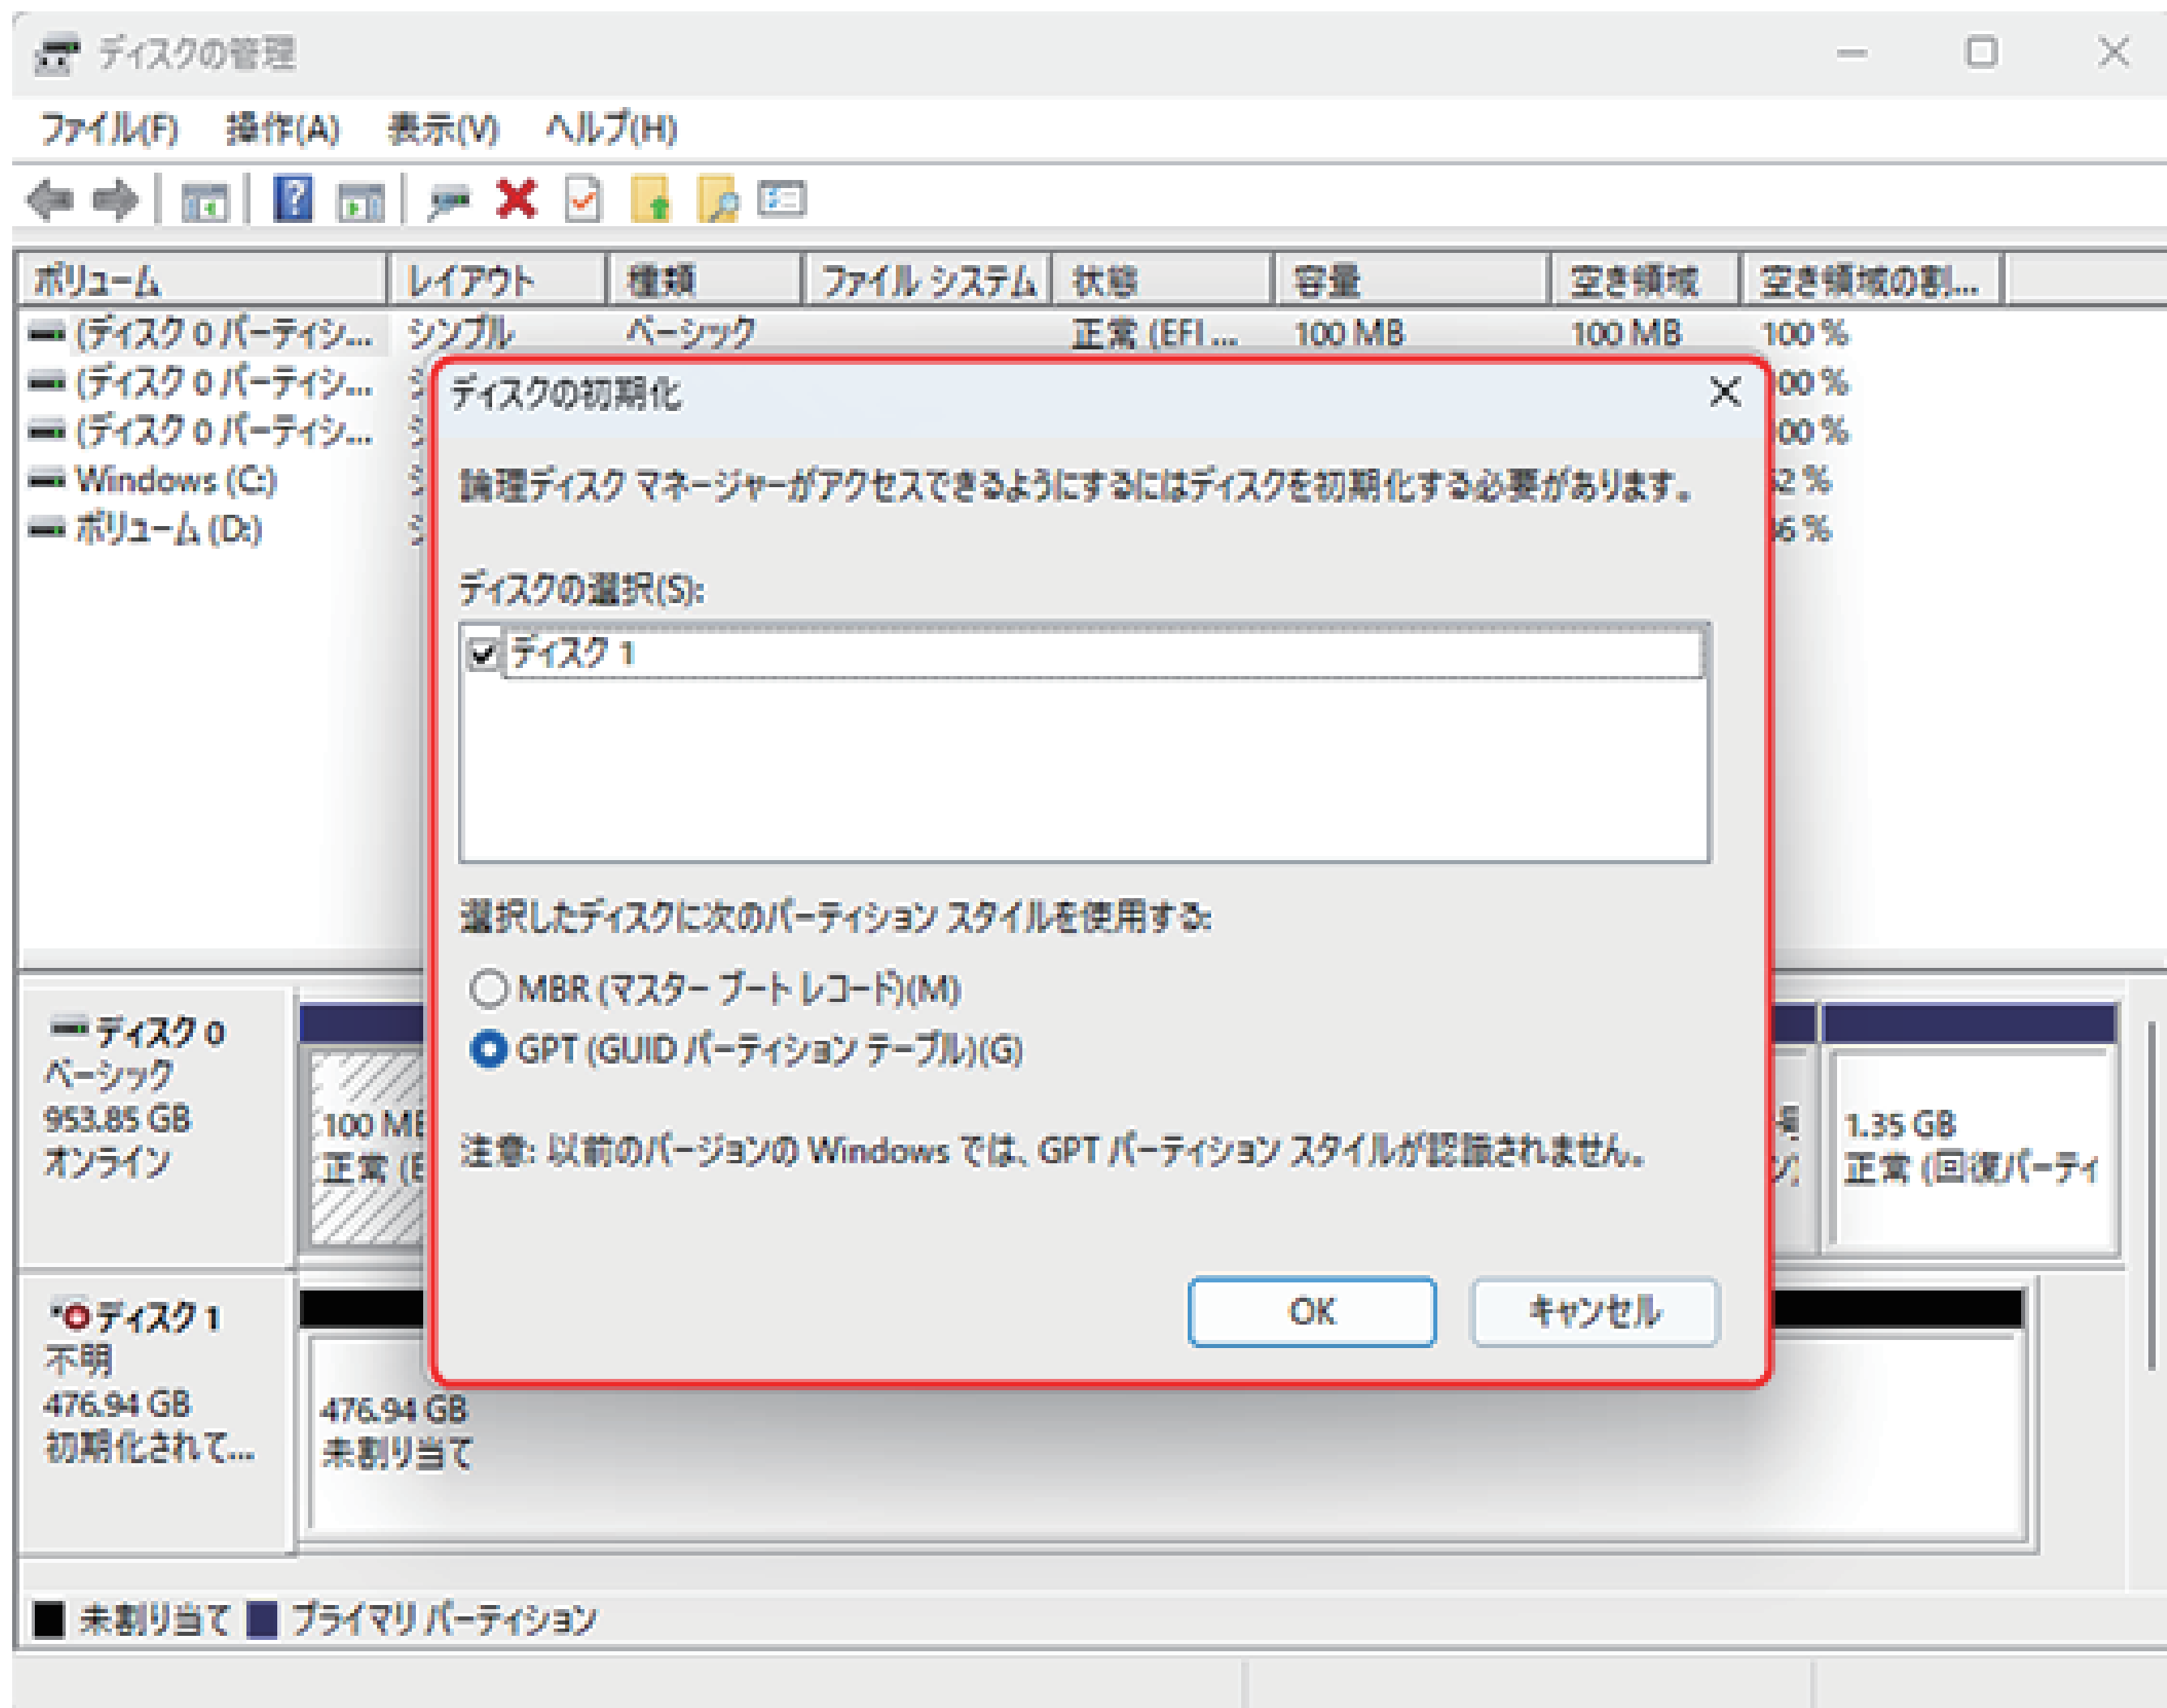 ディスクの管理
ファイル(F) 操作(A) 表示(V) ヘルプ(H)
ボリューム レイアウト 種類 ファイル システム 状態 容量 空き領域 空き領域の割...
(ディスク 0 パーティシ... シンプル ベーシック 正常 (EFI ... 100 MB 100 MB 100 %
(ディスク 0 パーティシ... 00 %
(ディスク 0 パーティシ... 00 %
Windows (C:) 2 %
ボリューム (D:) 6 %
ディスクの初期化
論理ディスク マネージャーがアクセスできるようにするにはディスクを初期化する必要があります。
ディスクの選択(S):
ディスク 1
選択したディスクに次のパーティション スタイルを使用する:
MBR (マスター ブート レコード)(M)
GPT (GUID パーティション テーブル)(G)
注意: 以前のバージョンの Windows では、GPT パーティション スタイルが認識されません。
OK キャンセル
ディスク 0
ベーシック
953.85 GB
オンライン
100 MB
正常 (E
1.35 GB
正常 (回復パーティ
ディスク 1
不明
476.94 GB
初期化されて...
476.94 GB
未割り当て
未割り当て プライマリ パーティション